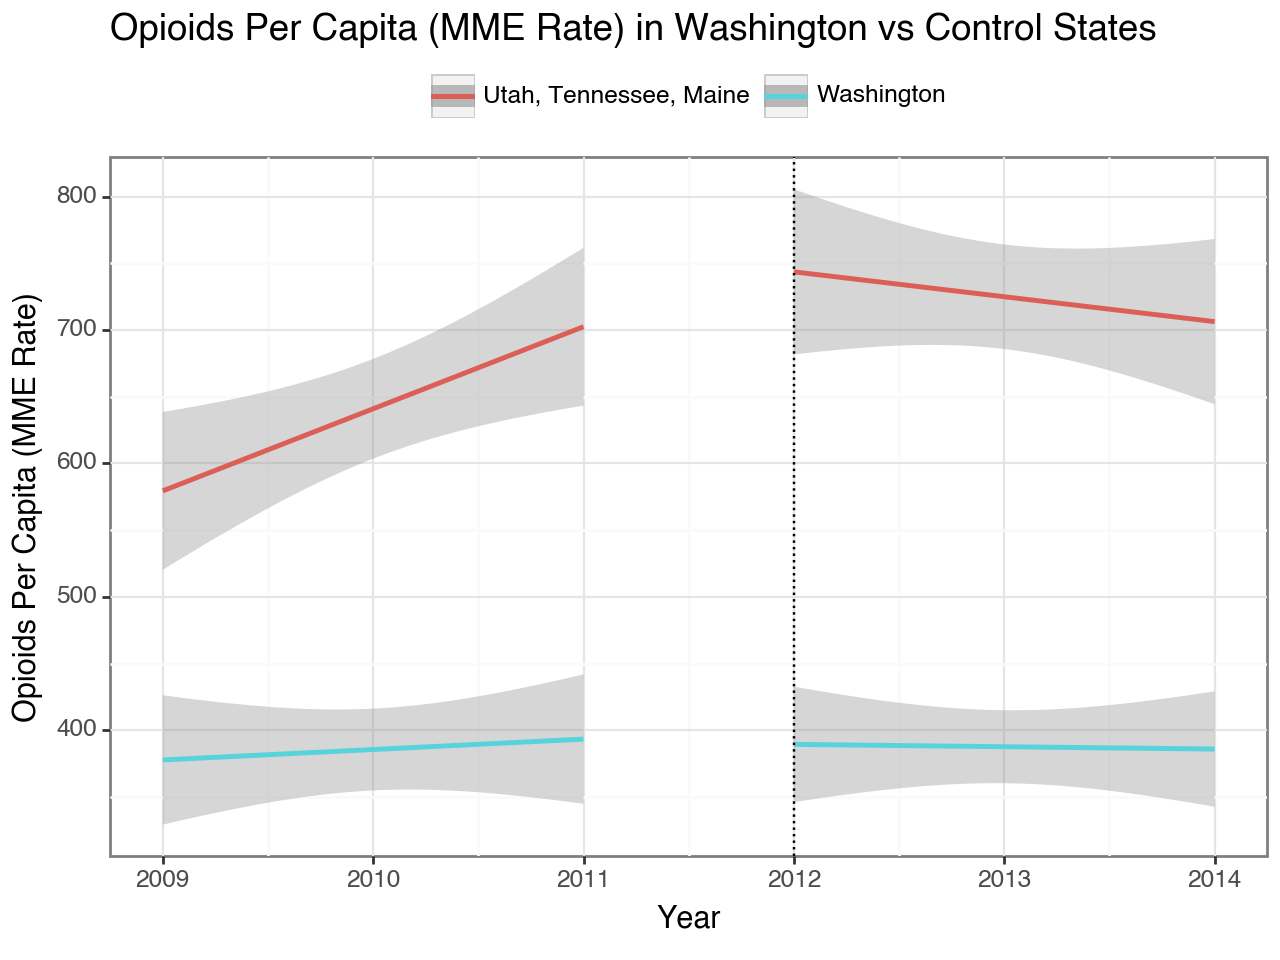 Opioids Per Capita (MME Rate) in Washington vs Control States
Utah, Tennessee, Maine
Washington
Opioids Per Capita (MME Rate)
800
700
600
500
400
2009
2010
2011
2012
2013
2014
Year